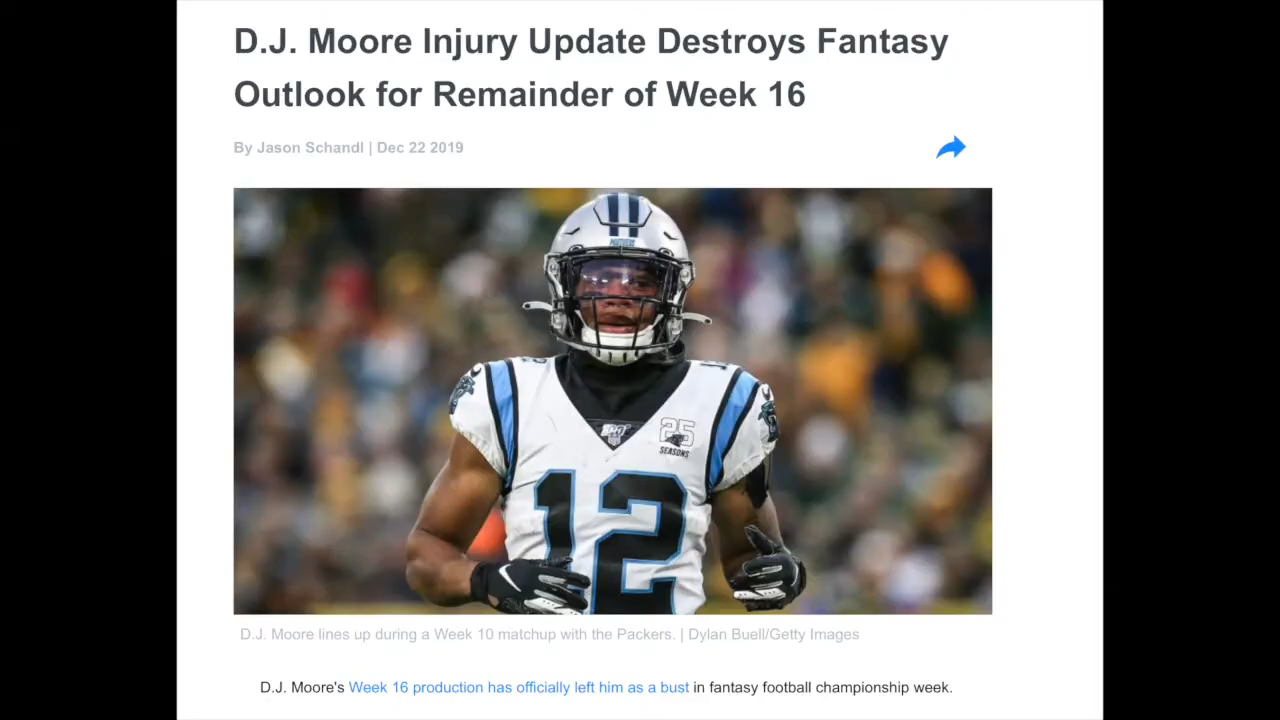 D.J. Moore Injury Update Destroys Fantasy
Outlook for Remainder of Week 16
By Jason Schandl | Dec 22 2019
PANTHERS
12
12
25
SEASONS
12
D.J. Moore lines up during a Week 10 matchup with the Packers. | Dylan Buell/Getty Images
D.J. Moore's Week 16 production has officially left him as a bust in fantasy football championship week.